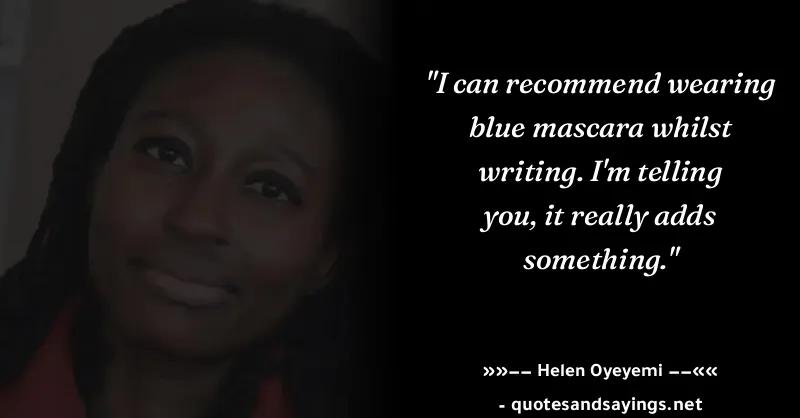 "I can recommend wearing
blue mascara whilst
writing. I'm telling
you, it really adds
something."
»»–– Helen Oyeyemi ––««
- quotesandsayings.net